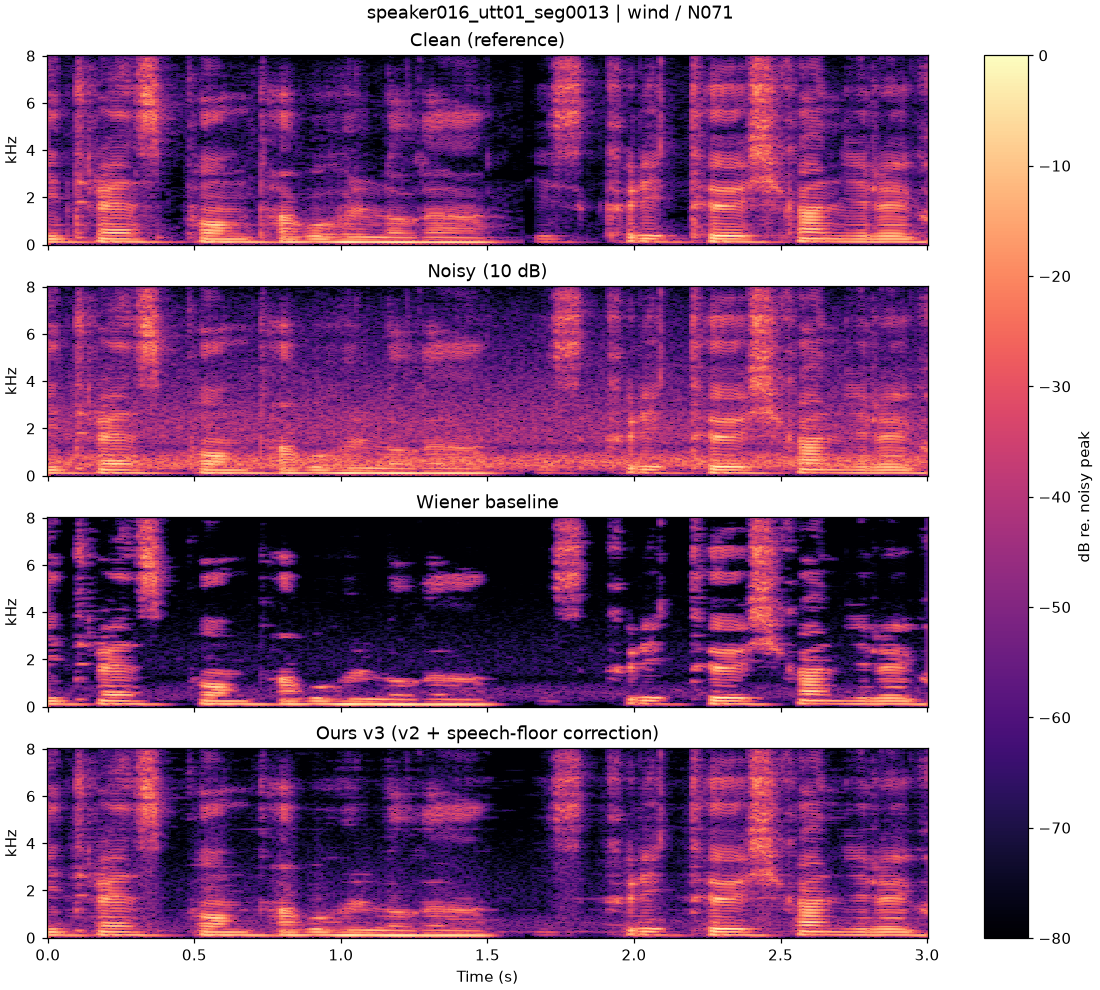 speaker016_utt01_seg0013 | wind / N071
Clean (reference)
8
6
4
2
0
kHz
Noisy (10 dB)
8
6
4
2
0
kHz
Wiener baseline
8
6
4
2
0
kHz
Ours v3 (v2 + speech-floor correction)
8
6
4
2
0
kHz
0.0 0.5 1.0 1.5 2.0 2.5 3.0
Time (s)
0
−10
−20
−30
−40
−50
−60
−70
−80
dB re. noisy peak